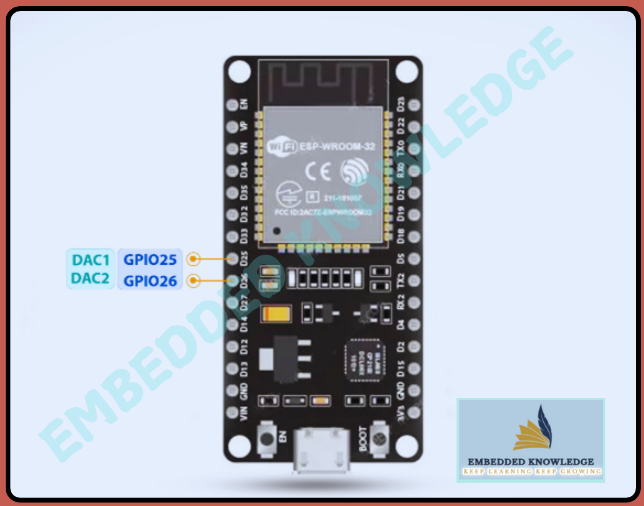 EMBEDDED KNOWLEDGE
EN
VP
VN
D34
D35
D32
D33
D25
D26
D27
D14
D12
D13
GND
VIN
D23
D22
TX0
RX0
D21
D19
D18
D5
TX2
RX2
D4
D2
D15
GND
3V3
WiFi ESP-WROOM-32
CE
R 211-161007
FCC ID:2AC7Z-ESPWROOM32
DAC1 GPIO25
DAC2 GPIO26
EN
BOOT
EMBEDDED KNOWLEDGE
KEEP LEARNING KEEP GROWING